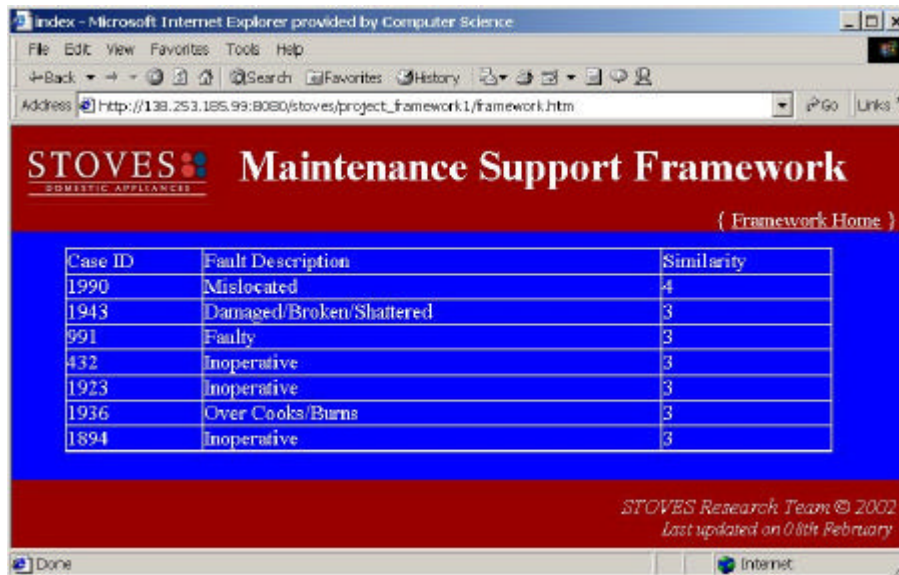 index - Microsoft Internet Explorer provided by Computer Science
File Edit View Favorites Tools Help
Back Search Favorites History
Address http://138.253.185.99:8080/stoves/project_framework1/framework.htm Go Links
STOVES Maintenance Support Framework
DOMESTIC APPLIANCES
{ Framework Home }
Case ID Fault Description Similarity
1990 Mislocated 4
1943 Damaged/Broken/Shattered 3
991 Faulty 3
432 Inoperative 3
1923 Inoperative 3
1936 Over Cooks/Burns 3
1894 Inoperative 3
STOVES Research Team © 2002
Last updated on 08th February
Done Internet